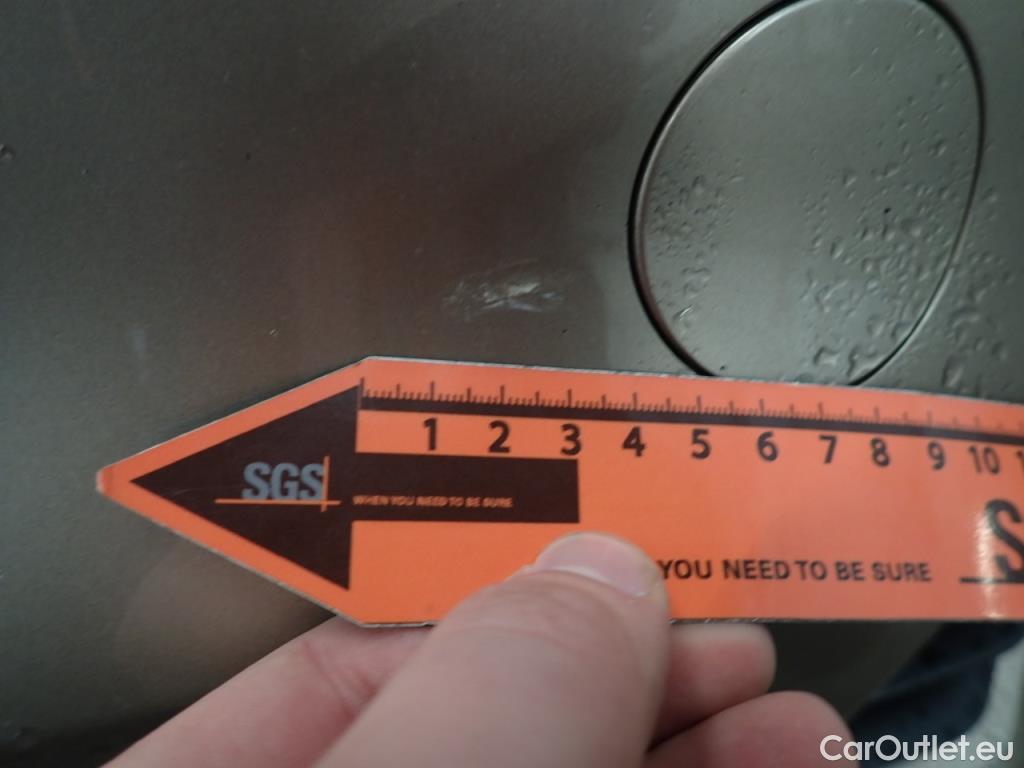 1 2 3 4 5 6 7 8 9 10
SGS
WHEN YOU NEED TO BE SURE
YOU NEED TO BE SURE
S
CarOutlet.eu